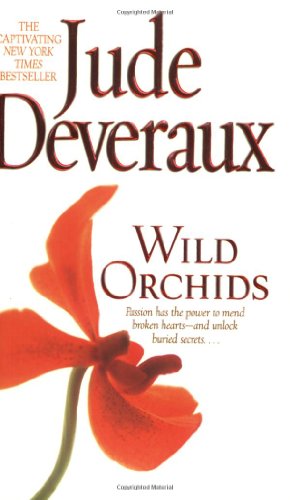 THE
CAPTIVATING
NEW YORK
TIMES
BESTSELLER
Jude
Deveraux
WILD
ORCHIDS
Passion has the power to mend
broken hearts—and unlock
buried secrets. . . .